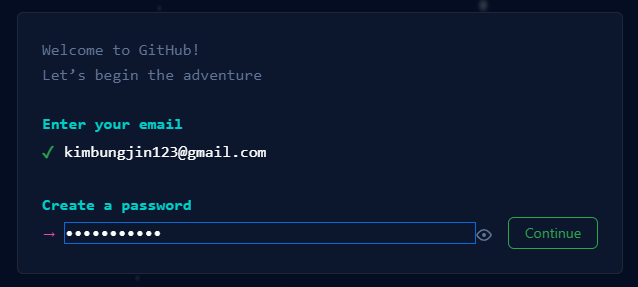 Welcome to GitHub!
Let’s begin the adventure
Enter your email
✓ kimbungjin123@gmail.com
Create a password
→ ••••••••••• Continue